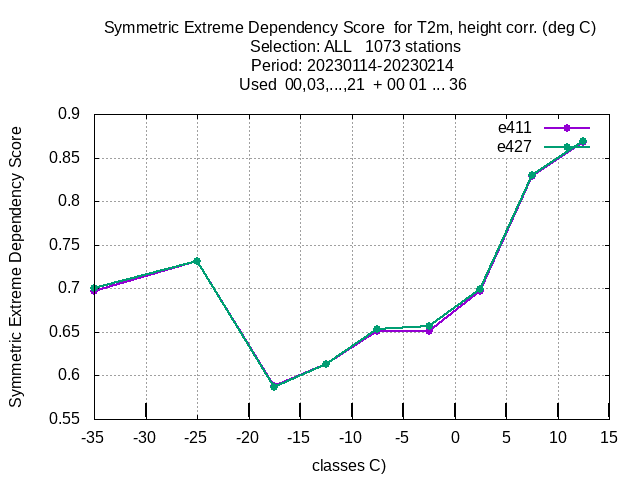 Symmetric Extreme Dependency Score  for T2m, height corr. (deg C)
Selection: ALL   1073 stations
Period: 20230114-20230214
Used  00,03,...,21  + 00 01 ... 36
Symmetric Extreme Dependency Score
0.9
0.85
0.8
0.75
0.7
0.65
0.6
0.55
e411
e427
-35 -30 -25 -20 -15 -10 -5 0 5 10 15
classes C)